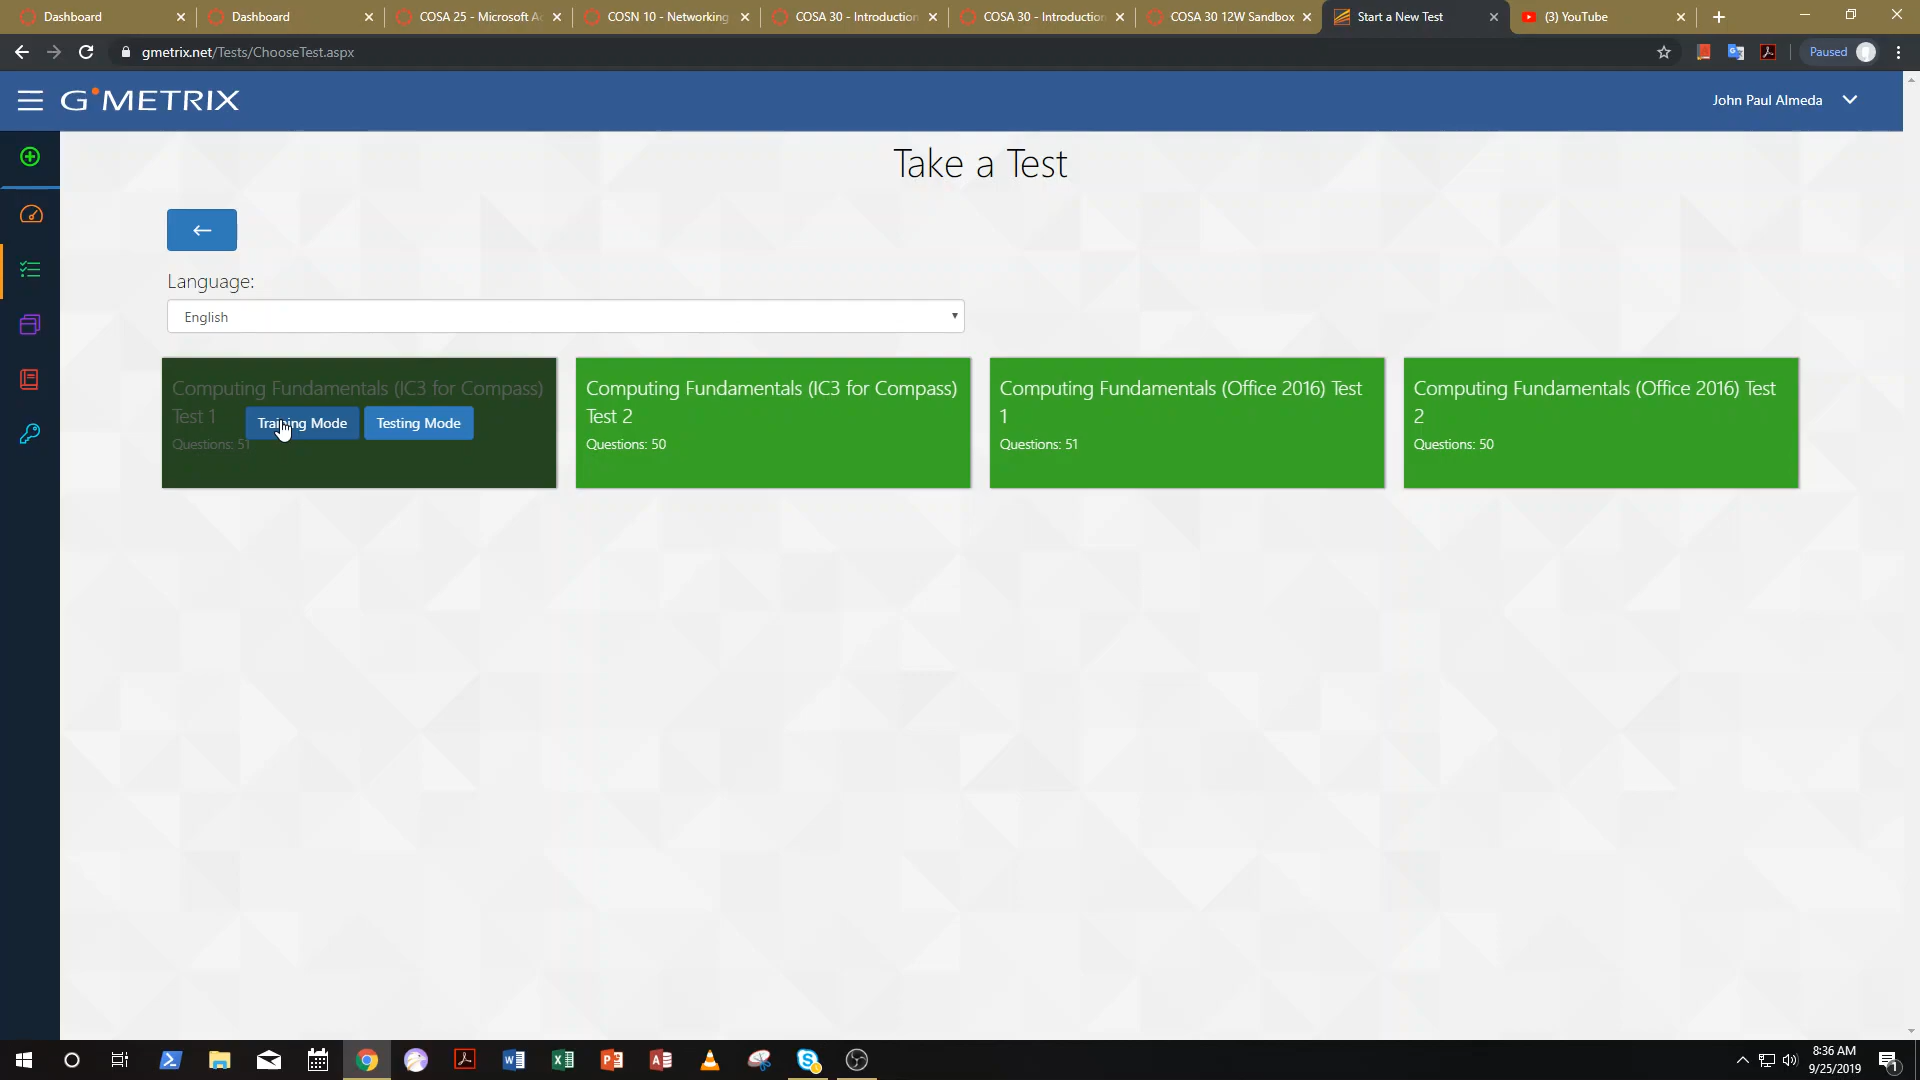 Dashboard
Dashboard
COSA 25 - Microsoft Ac
COSN 10 - Networking
COSA 30 - Introduction
COSA 30 - Introduction
COSA 30 12W Sandbox
Start a New Test
(3) YouTube
gmetrix.net/Tests/ChooseTest.aspx
Paused
GMETRIX
John Paul Almeda
Take a Test
Language:
English
Computing Fundamentals (IC3 for Compass)
Test 1
Questions: 51
Training Mode
Testing Mode
Computing Fundamentals (IC3 for Compass)
Test 2
Questions: 50
Computing Fundamentals (Office 2016) Test
1
Questions: 51
Computing Fundamentals (Office 2016) Test
2
Questions: 50
8:36 AM
9/25/2019
1